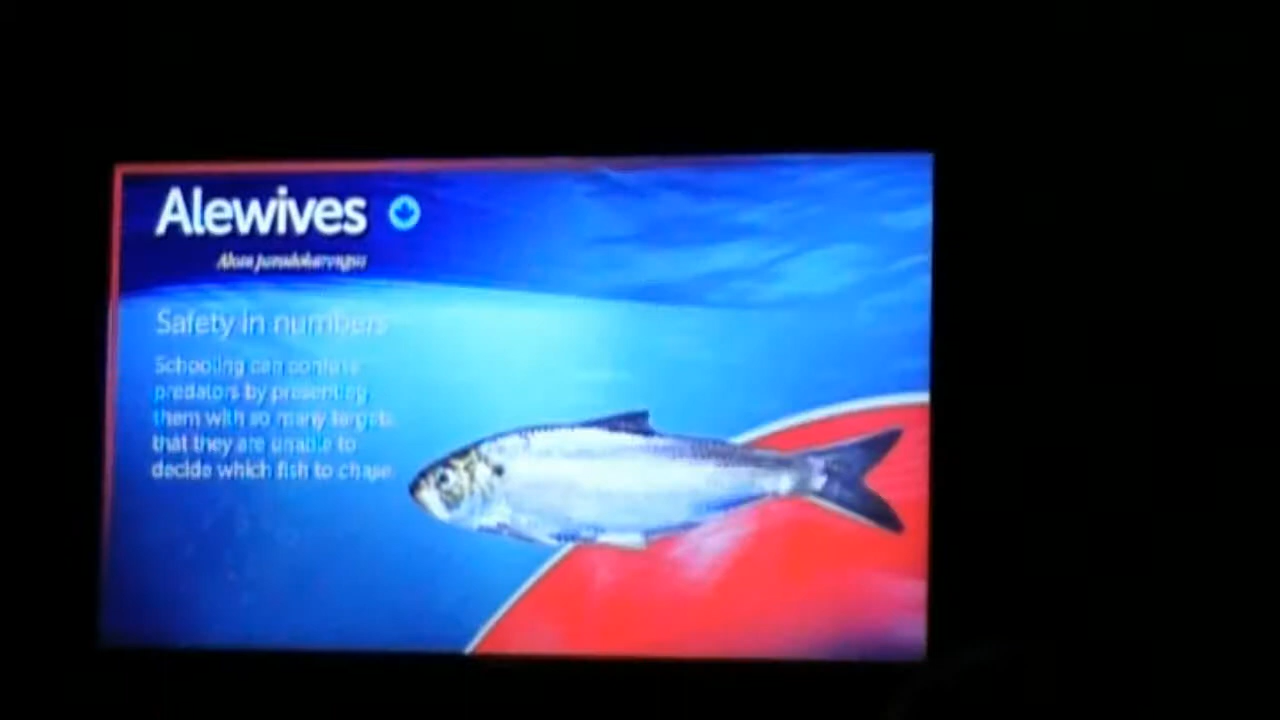 Alewives
Alosa pseudoharengus
Safety in numbers
Schooling can confuse
predators by presenting
them with so many targets
that they are unable to
decide which fish to chase.